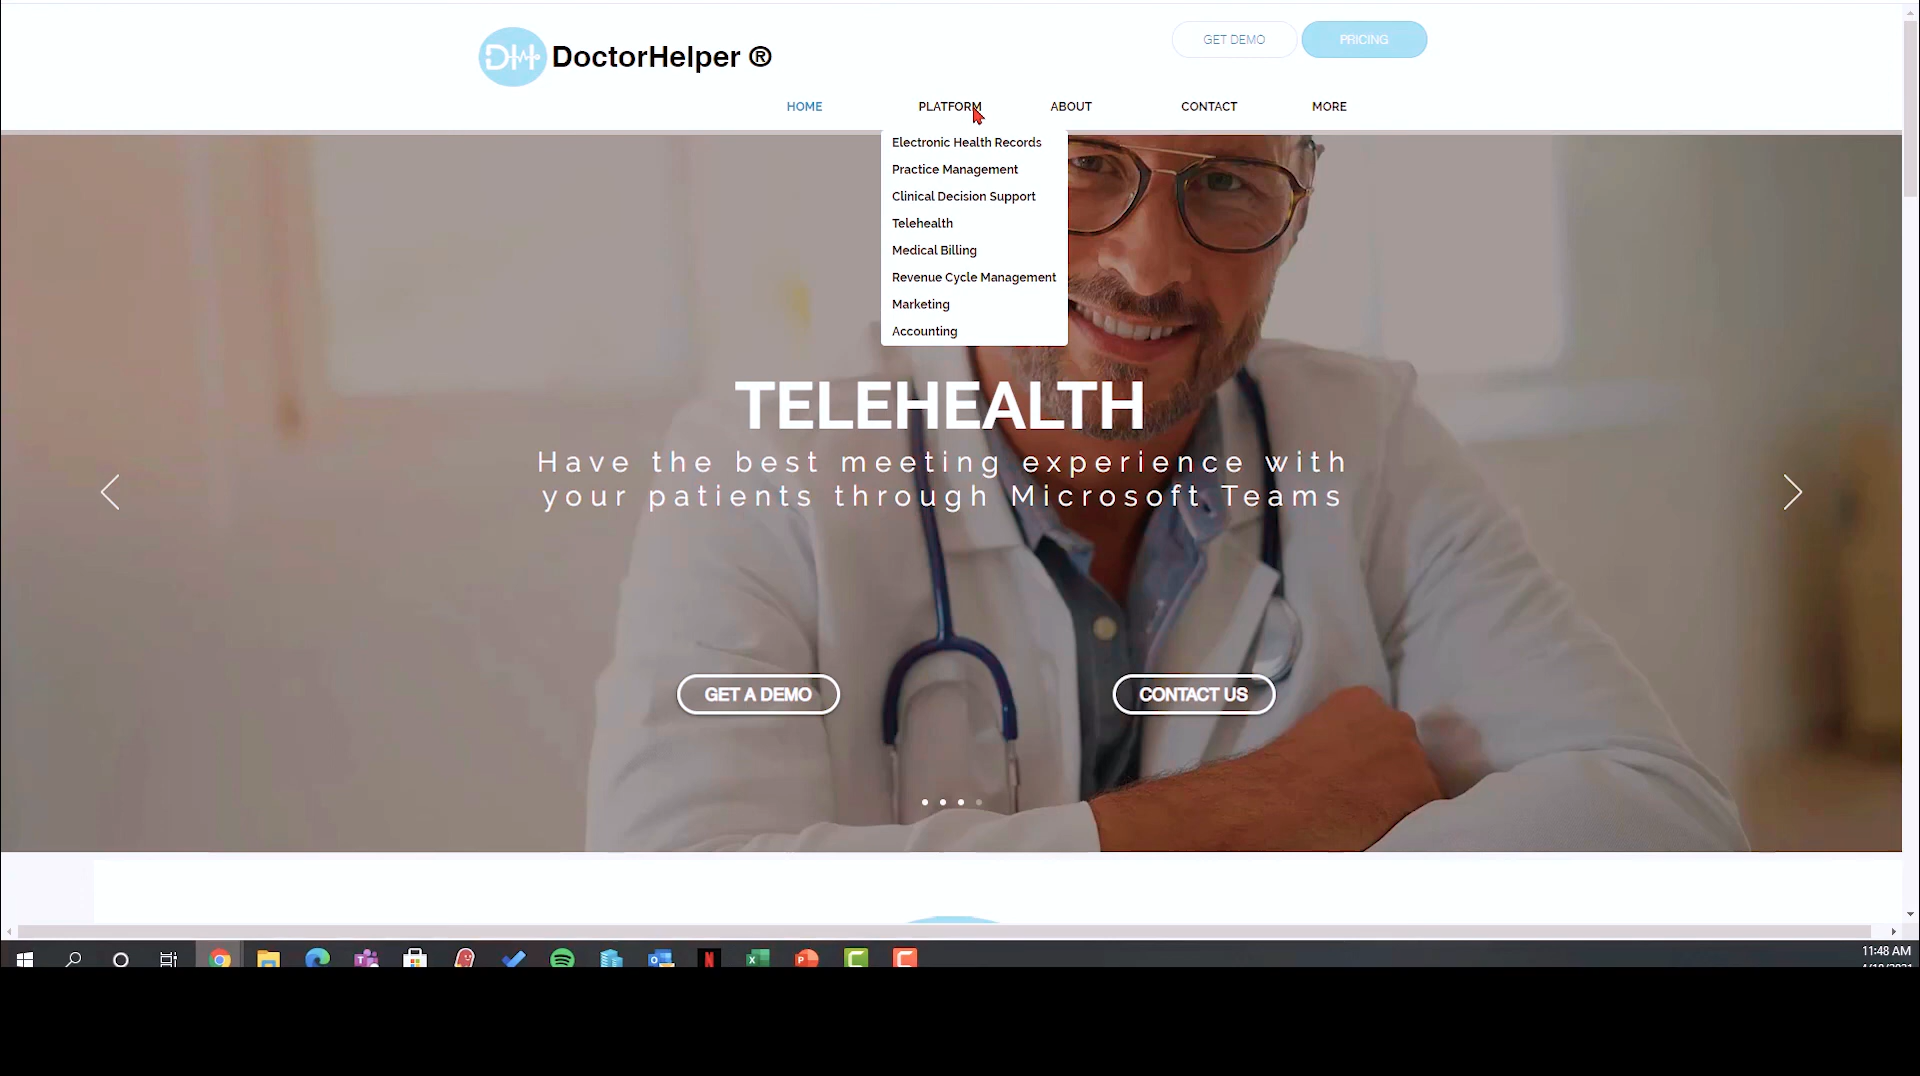 DH DoctorHelper ®
GET DEMO
PRICING
HOME
PLATFORM
ABOUT
CONTACT
MORE
Electronic Health Records
Practice Management
Clinical Decision Support
Telehealth
Medical Billing
Revenue Cycle Management
Marketing
Accounting
TELEHEALTH
Have the best meeting experience with
your patients through Microsoft Teams
GET A DEMO
CONTACT US
11:48 AM